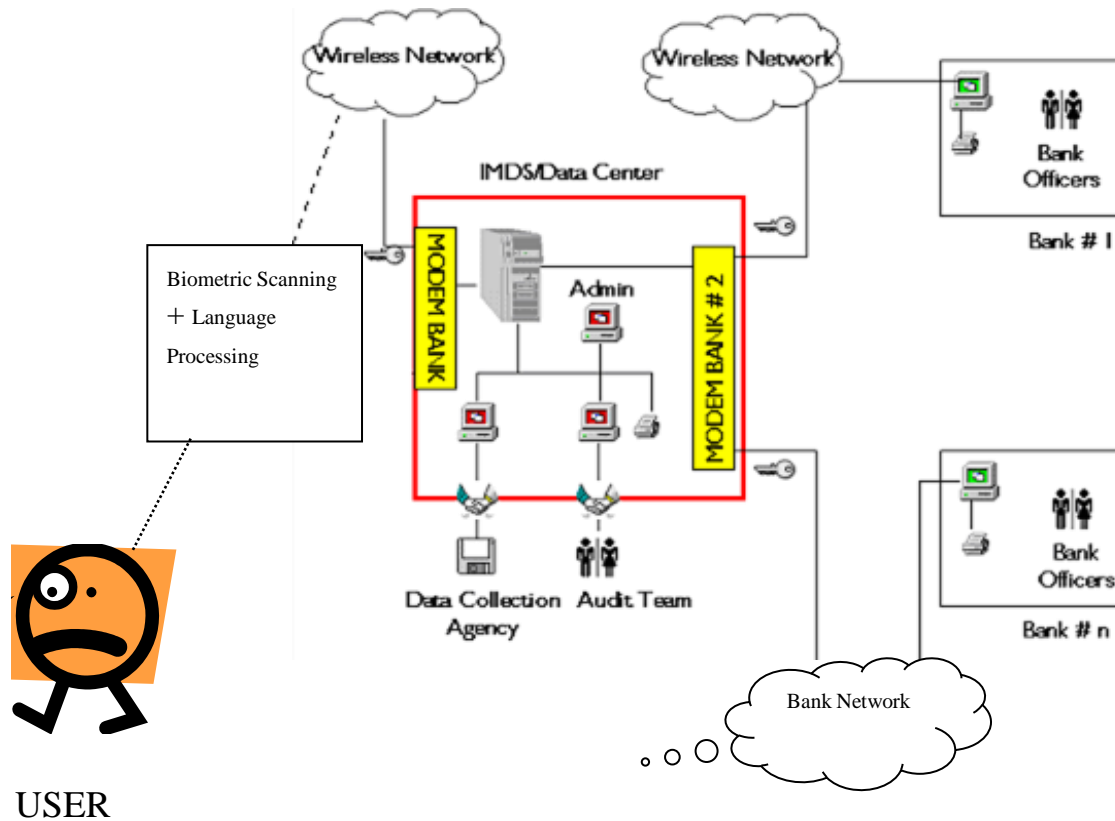 Wireless Network
Wireless Network
Bank
Officers
Bank # 1
IMDS/Data Center
MODEM BANK
Admin
MODEM BANK # 2
Biometric Scanning
+ Language
Processing
Data Collection
Agency
Audit Team
Bank
Officers
Bank # n
Bank Network
USER